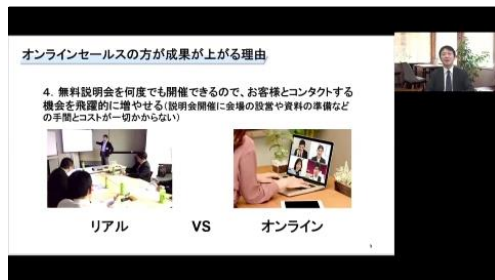 オンラインセールスの方が成果が上がる理由
４．無料説明会を何度でも開催できるので、お客様とコンタクトする
機会を飛躍的に増やせる(説明会開催に会場の設営や資料の準備など
の手間とコストが一切かからない)
リアル VS オンライン